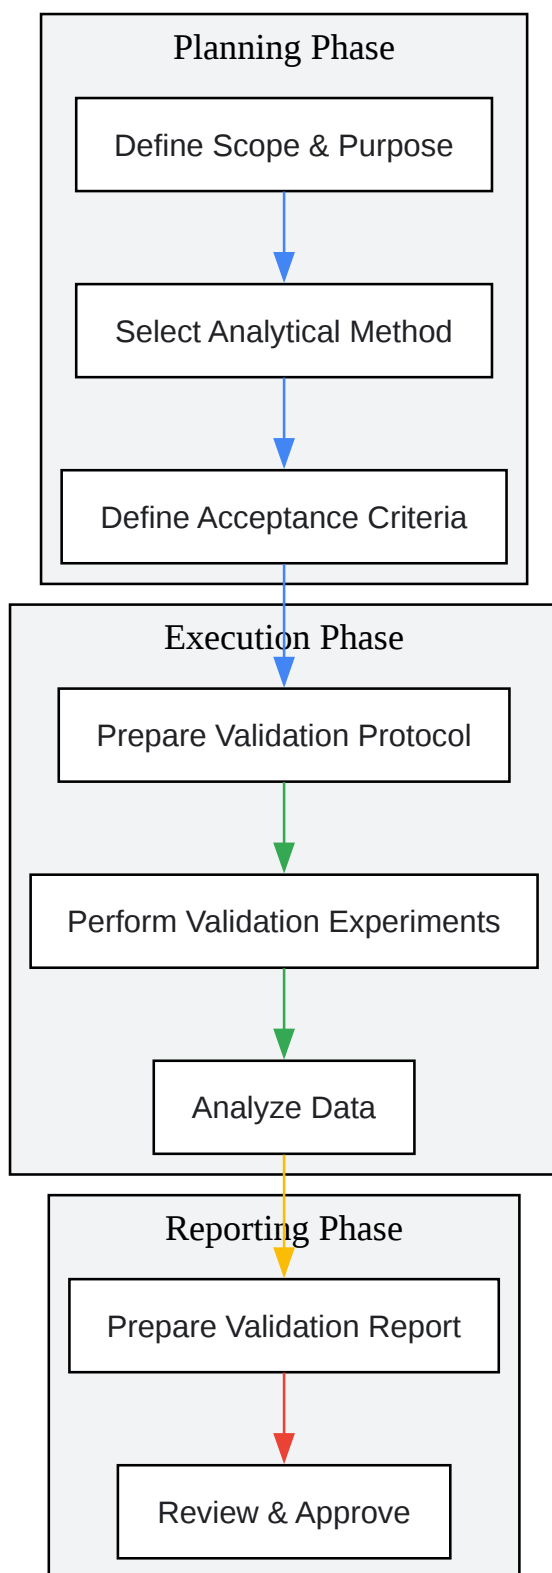 Planning Phase
Define Scope & Purpose
Select Analytical Method
Define Acceptance Criteria
Execution Phase
Prepare Validation Protocol
Perform Validation Experiments
Analyze Data
Reporting Phase
Prepare Validation Report
Review & Approve